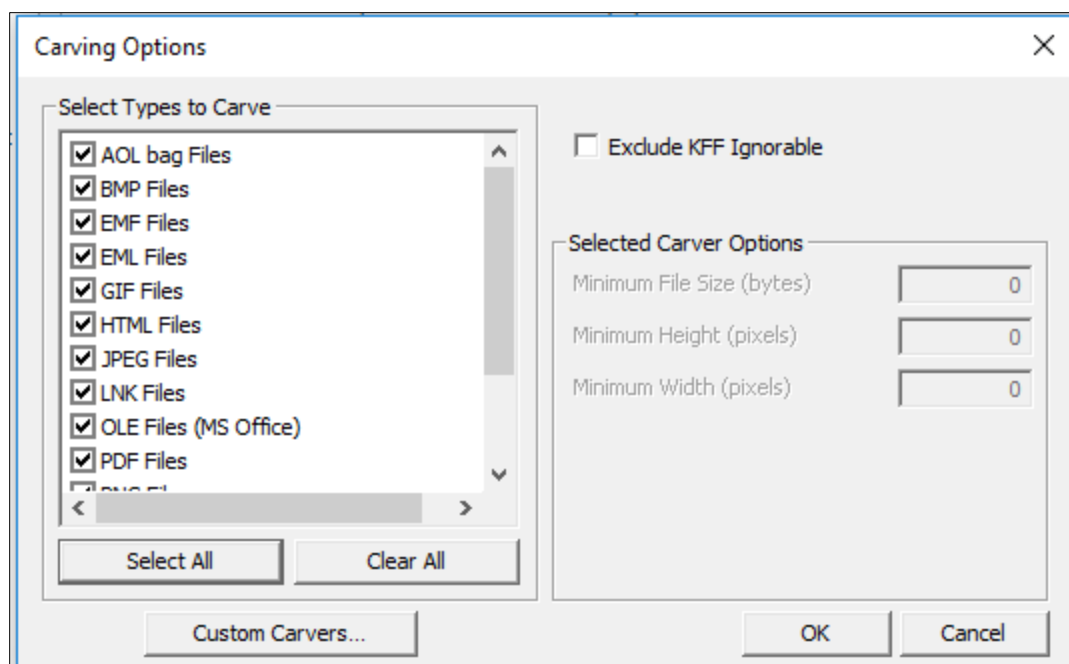 Carving Options
Select Types to Carve
AOL bag Files
BMP Files
EMF Files
EML Files
GIF Files
HTML Files
JPEG Files
LNK Files
OLE Files (MS Office)
PDF Files
Select All
Clear All
Custom Carvers...
Exclude KFF Ignorable
Selected Carver Options
Minimum File Size (bytes) 0
Minimum Height (pixels) 0
Minimum Width (pixels) 0
OK
Cancel